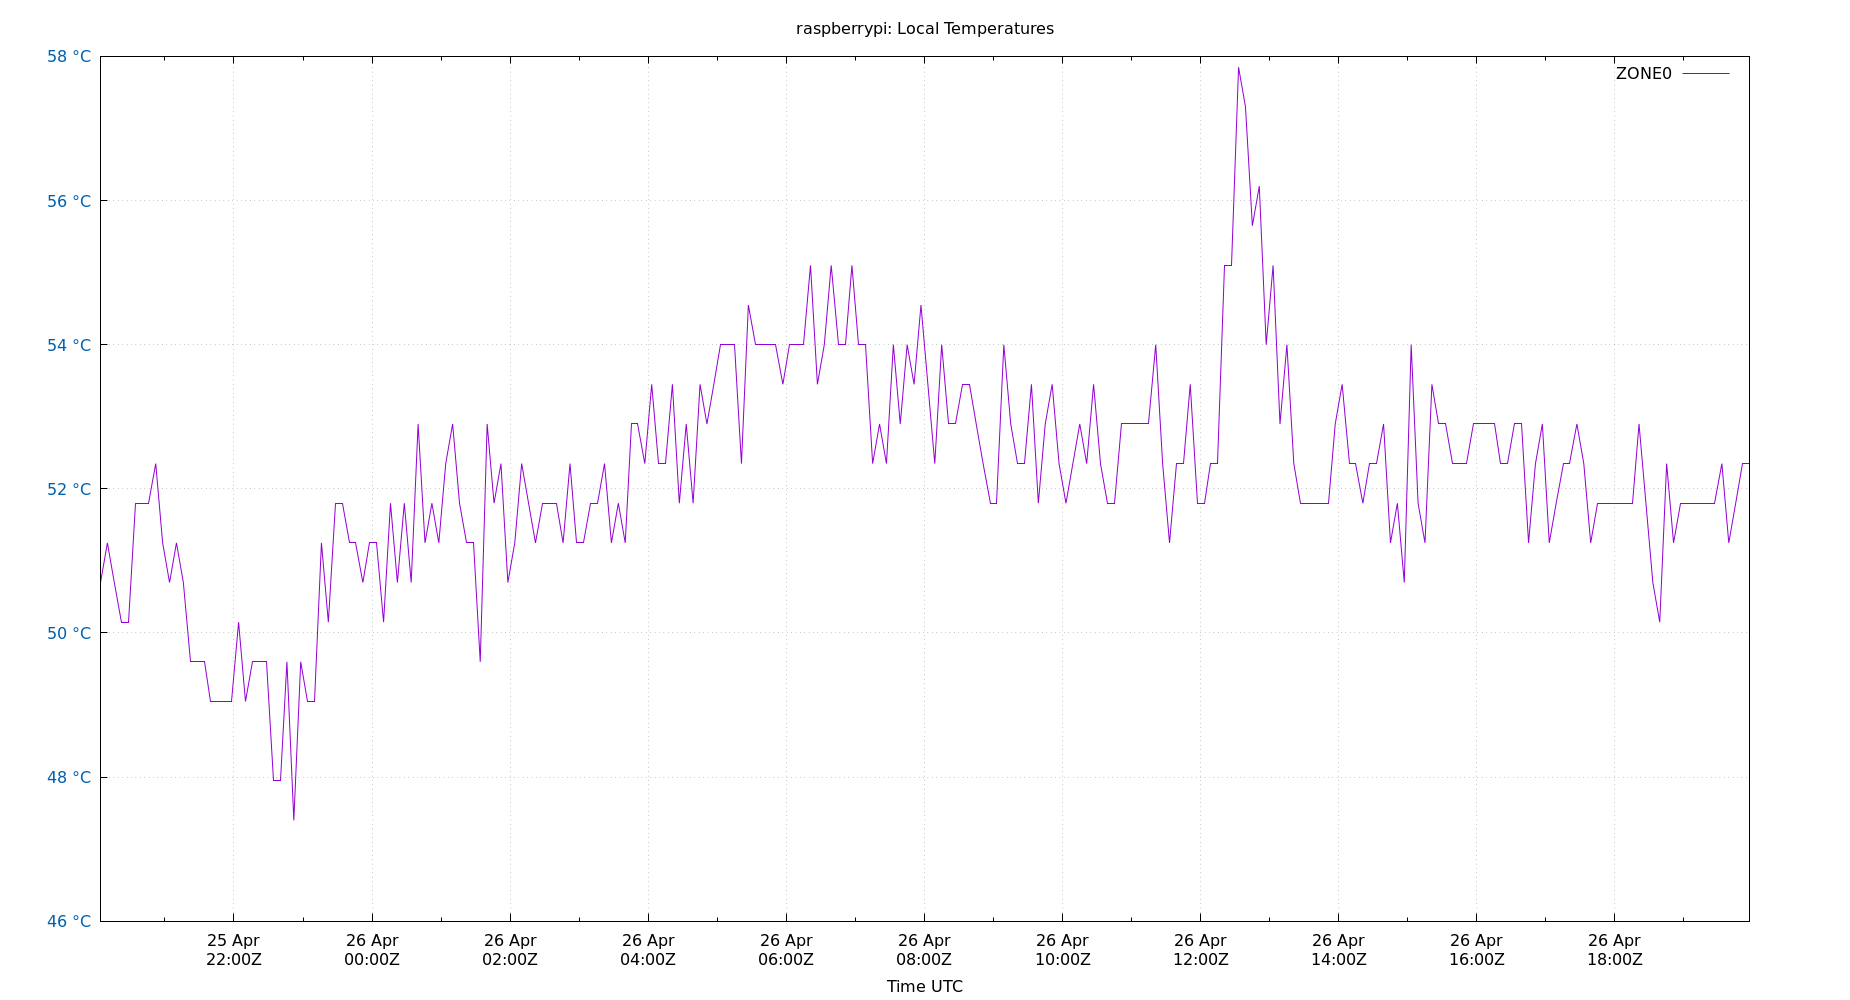 raspberrypi: Local Temperatures
58 °C
ZONE0
56 °C
54 °C
52 °C
50 °C
48 °C
46 °C
25 Apr 26 Apr 26 Apr 26 Apr 26 Apr 26 Apr 26 Apr 26 Apr 26 Apr 26 Apr 26 Apr
22:00Z 00:00Z 02:00Z 04:00Z 06:00Z 08:00Z 10:00Z 12:00Z 14:00Z 16:00Z 18:00Z
Time UTC